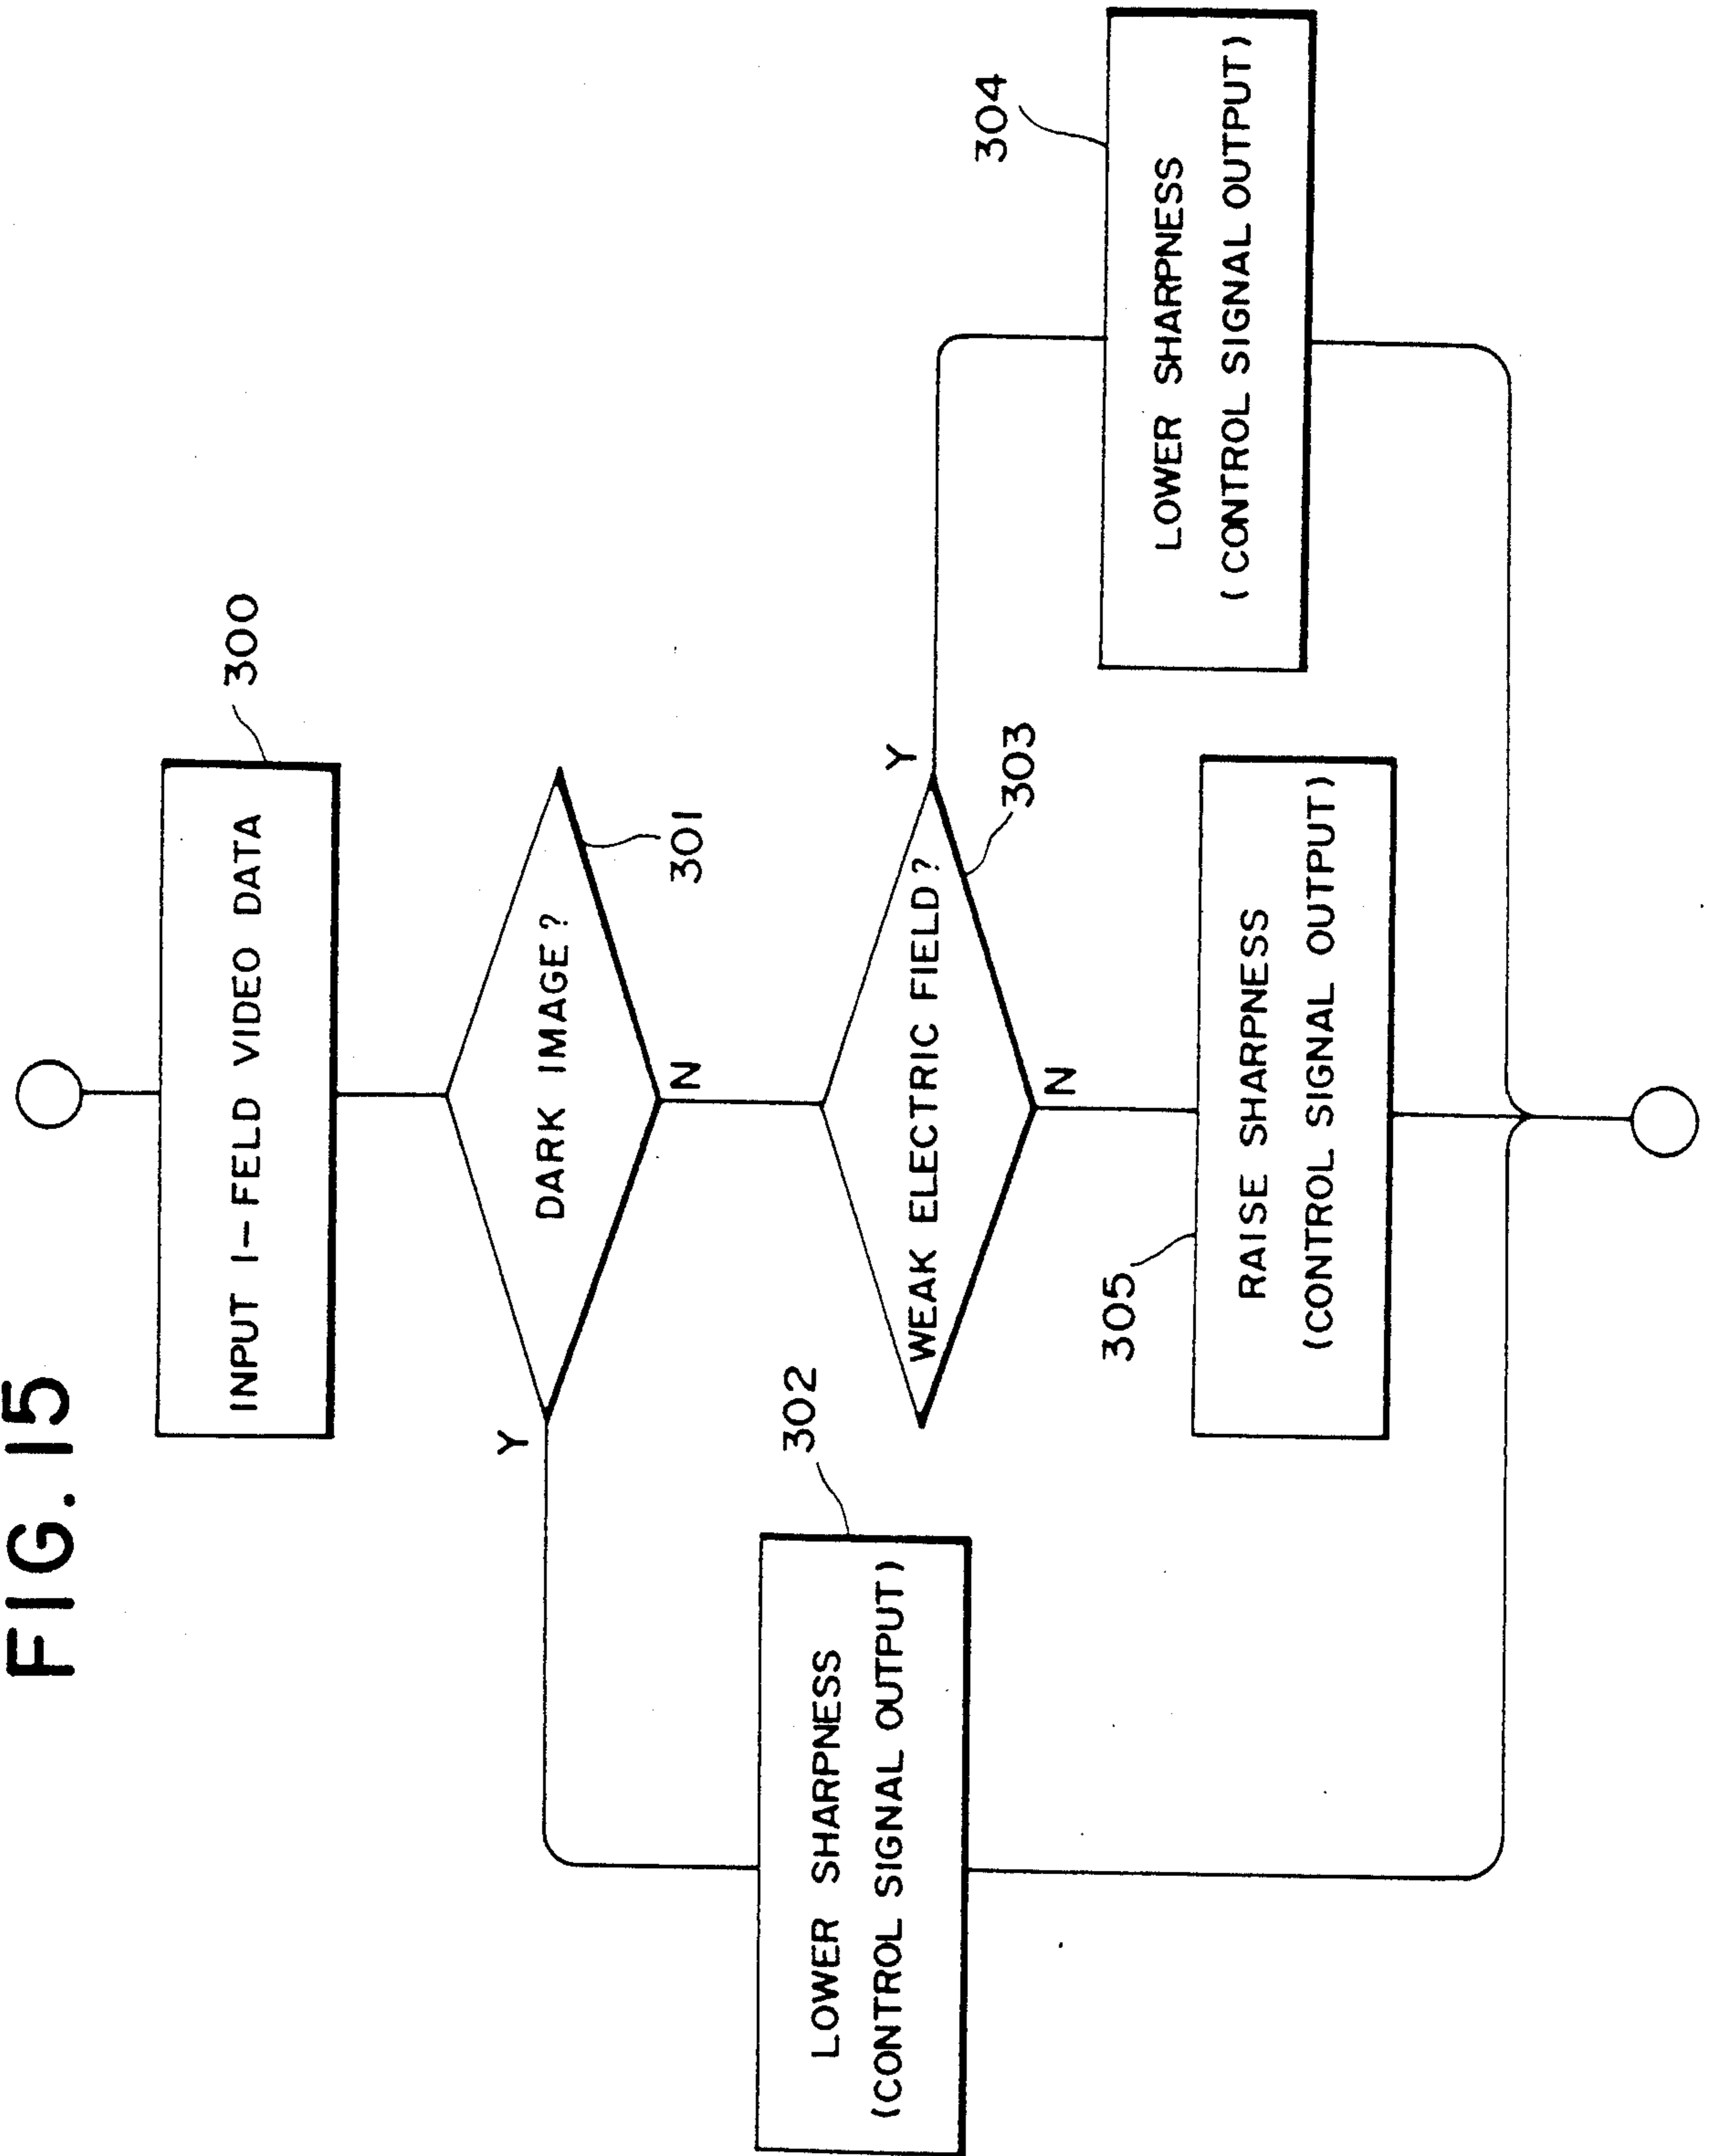 FIG. 15
300
INPUT 1-FELD VIDEO DATA
DARK IMAGE?
301
Y
N
302
LOWER SHARPNESS
(CONTROL SIGNAL OUTPUT)
WEAK ELECTRIC FIELD?
Y
303
N
304
LOWER SHARPNESS
(CONTROL SIGNAL OUTPUT)
305
RAISE SHARPNESS
(CONTROL SIGNAL OUTPUT)